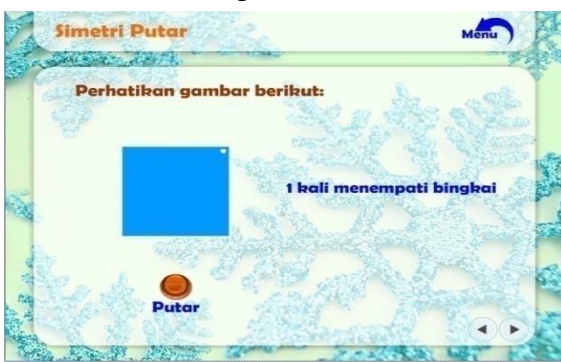 Simetri Putar
Menu
Perhatikan gambar berikut:
1 kali menempati bingkai
Putar